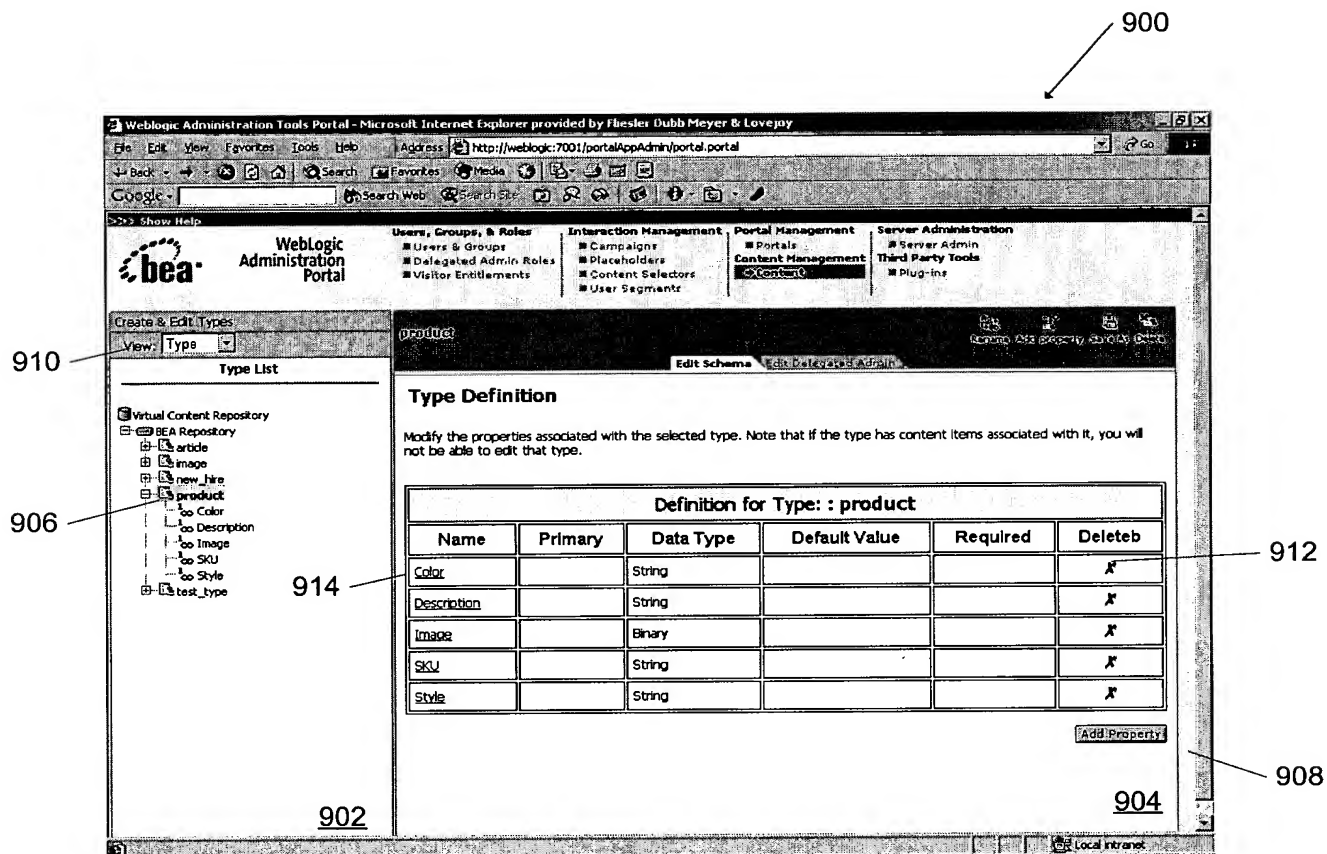 900
Weblogic Administration Tools Portal - Microsoft Internet Explorer provided by Fliesler Dubb Meyer & Lovejoy
File Edit View Favorites Tools Help Address http://weblogic:7001/portalAppAdmin/portal.portal Go
Back Search Favorites Media
Google Search Web Search Site
>>> Show Help
bea
WebLogic
Administration
Portal
Users, Groups, & Roles
Users & Groups
Delegated Admin Roles
Visitor Entitlements
Interaction Management
Campaigns
Placeholders
Content Selectors
User Segments
Portal Management
Portals
Content Management
Content
Server Administration
Server Admin
Third Party Tools
Plug-ins
Create & Edit Types
View: Type
910
Type List
Virtual Content Repository
BEA Repository
article
image
new_hire
product
906
Color
Description
Image
SKU
Style
test_type
902
product
Rename Add property Save As Delete
Edit Schema Edit Delegated Admin
Type Definition
Modify the properties associated with the selected type. Note that if the type has content items associated with it, you will
not be able to edit that type.
Definition for Type: : product
Name Primary Data Type Default Value Required Deleteb
914
Color String X
912
Description String X
Image Binary X
SKU String X
Style String X
Add Property
908
904
Local intranet